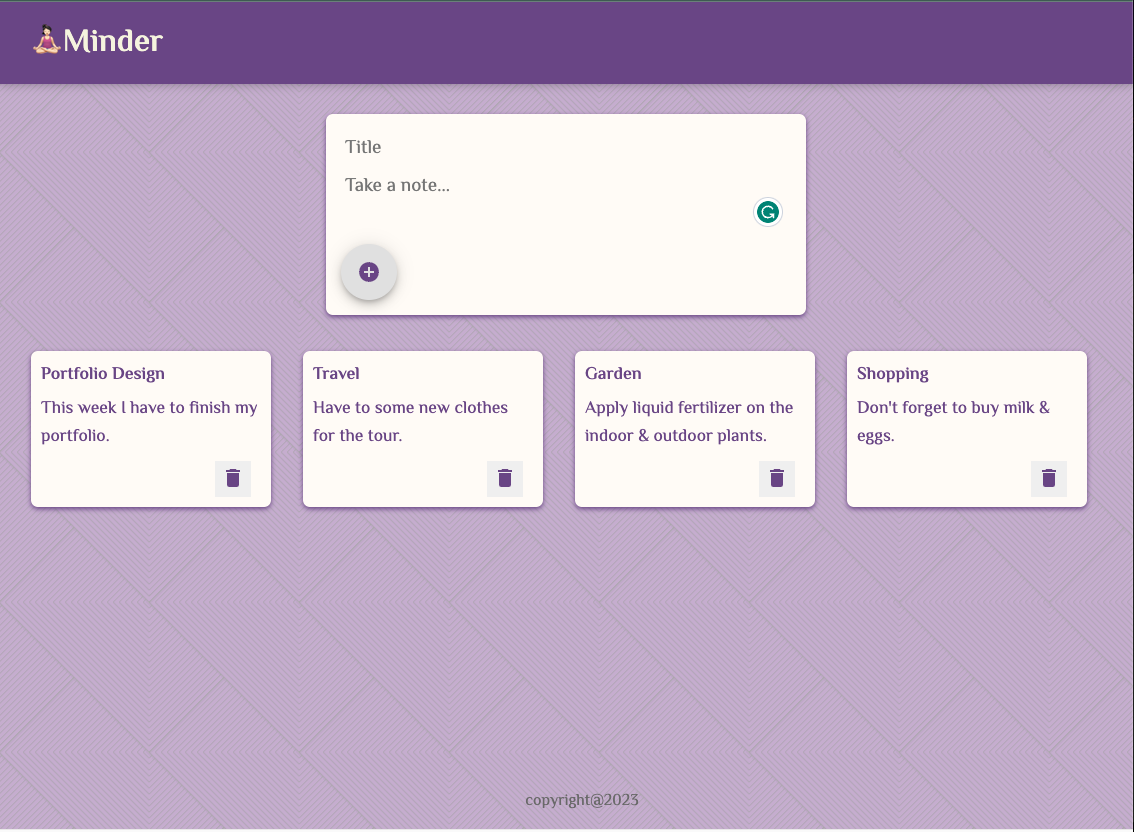 Minder
Title
Take a note...
Portfolio Design
This week I have to finish my
portfolio.
Travel
Have to some new clothes
for the tour.
Garden
Apply liquid fertilizer on the
indoor & outdoor plants.
Shopping
Don't forget to buy milk &
eggs.
copyright@2023